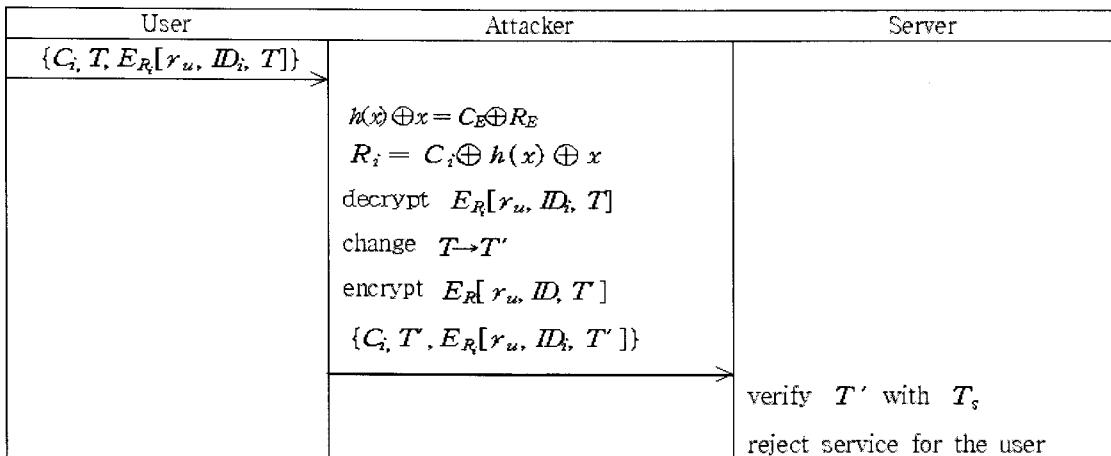 User Attacker Server
{C_i, T, E_{R_i}[r_u, ID_i, T]}
h(x)⊕x = C_E⊕R_E
R_i = C_i⊕ h(x) ⊕ x
decrypt E_{R_i}[r_u, ID_i, T]
change T→T′
encrypt E_R[ r_u, ID, T ]
{C_i, T′, E_{R_i}[r_u, ID_i, T′ ]}
verify T′ with T_s
reject service for the user